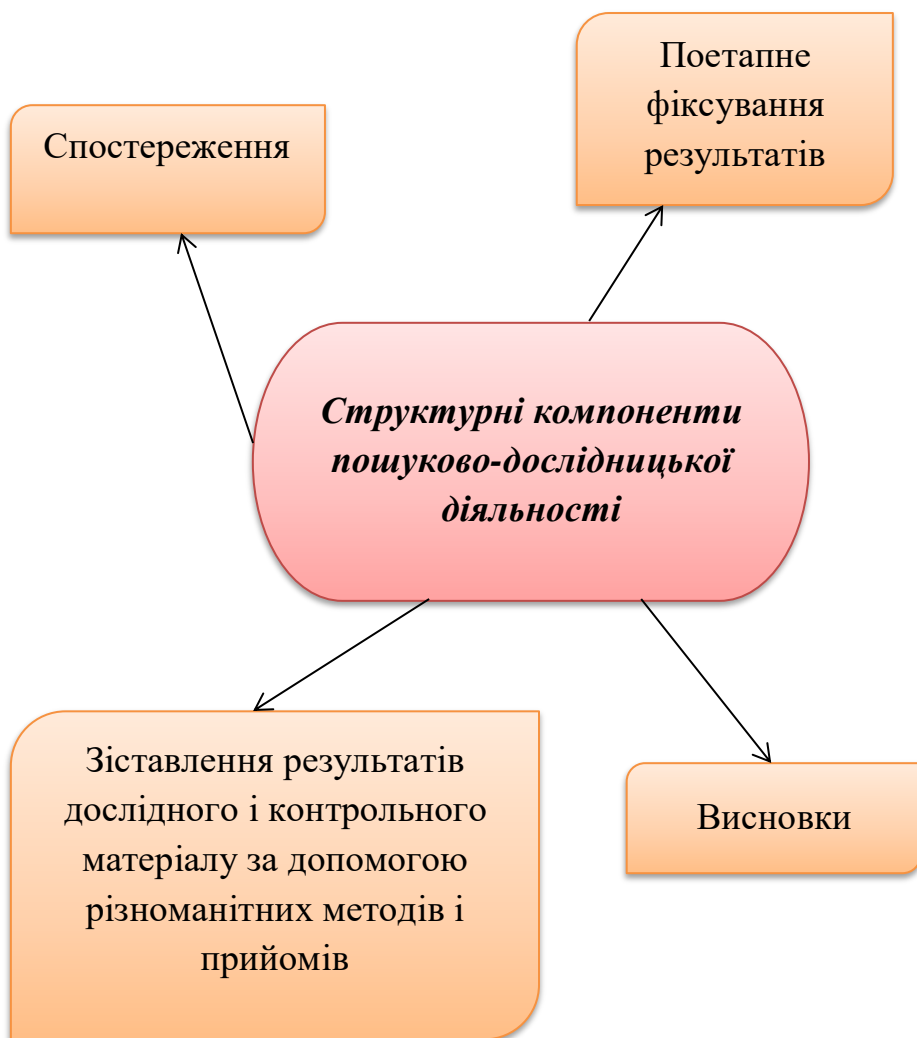 Спостереження
Поетапне
фіксування
результатів
Структурні компоненти
пошуково-дослідницької
діяльності
Зіставлення результатів
дослідного і контрольного
матеріалу за допомогою
різноманітних методів і
прийомів
Висновки